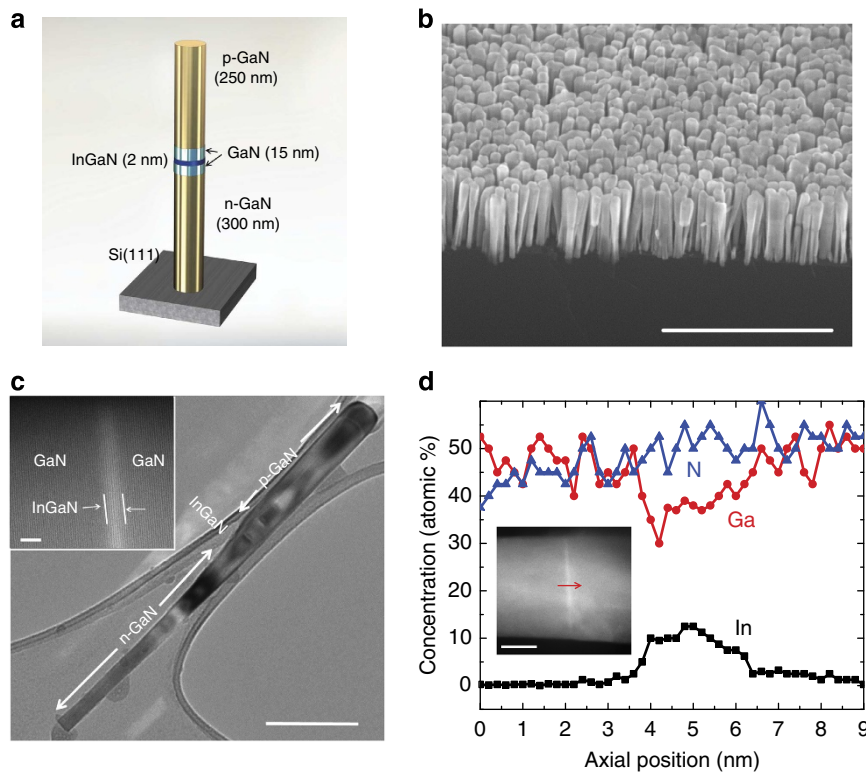 a
p-GaN
(250 nm)
InGaN (2 nm)
GaN (15 nm)
n-GaN
(300 nm)
Si(111)
b
c
GaN
GaN
InGaN
p-GaN
InGaN
n-GaN
d
50
40
30
20
10
0
Concentration (atomic %)
N
Ga
In
0
1
2
3
4
5
6
7
8
9
Axial position (nm)